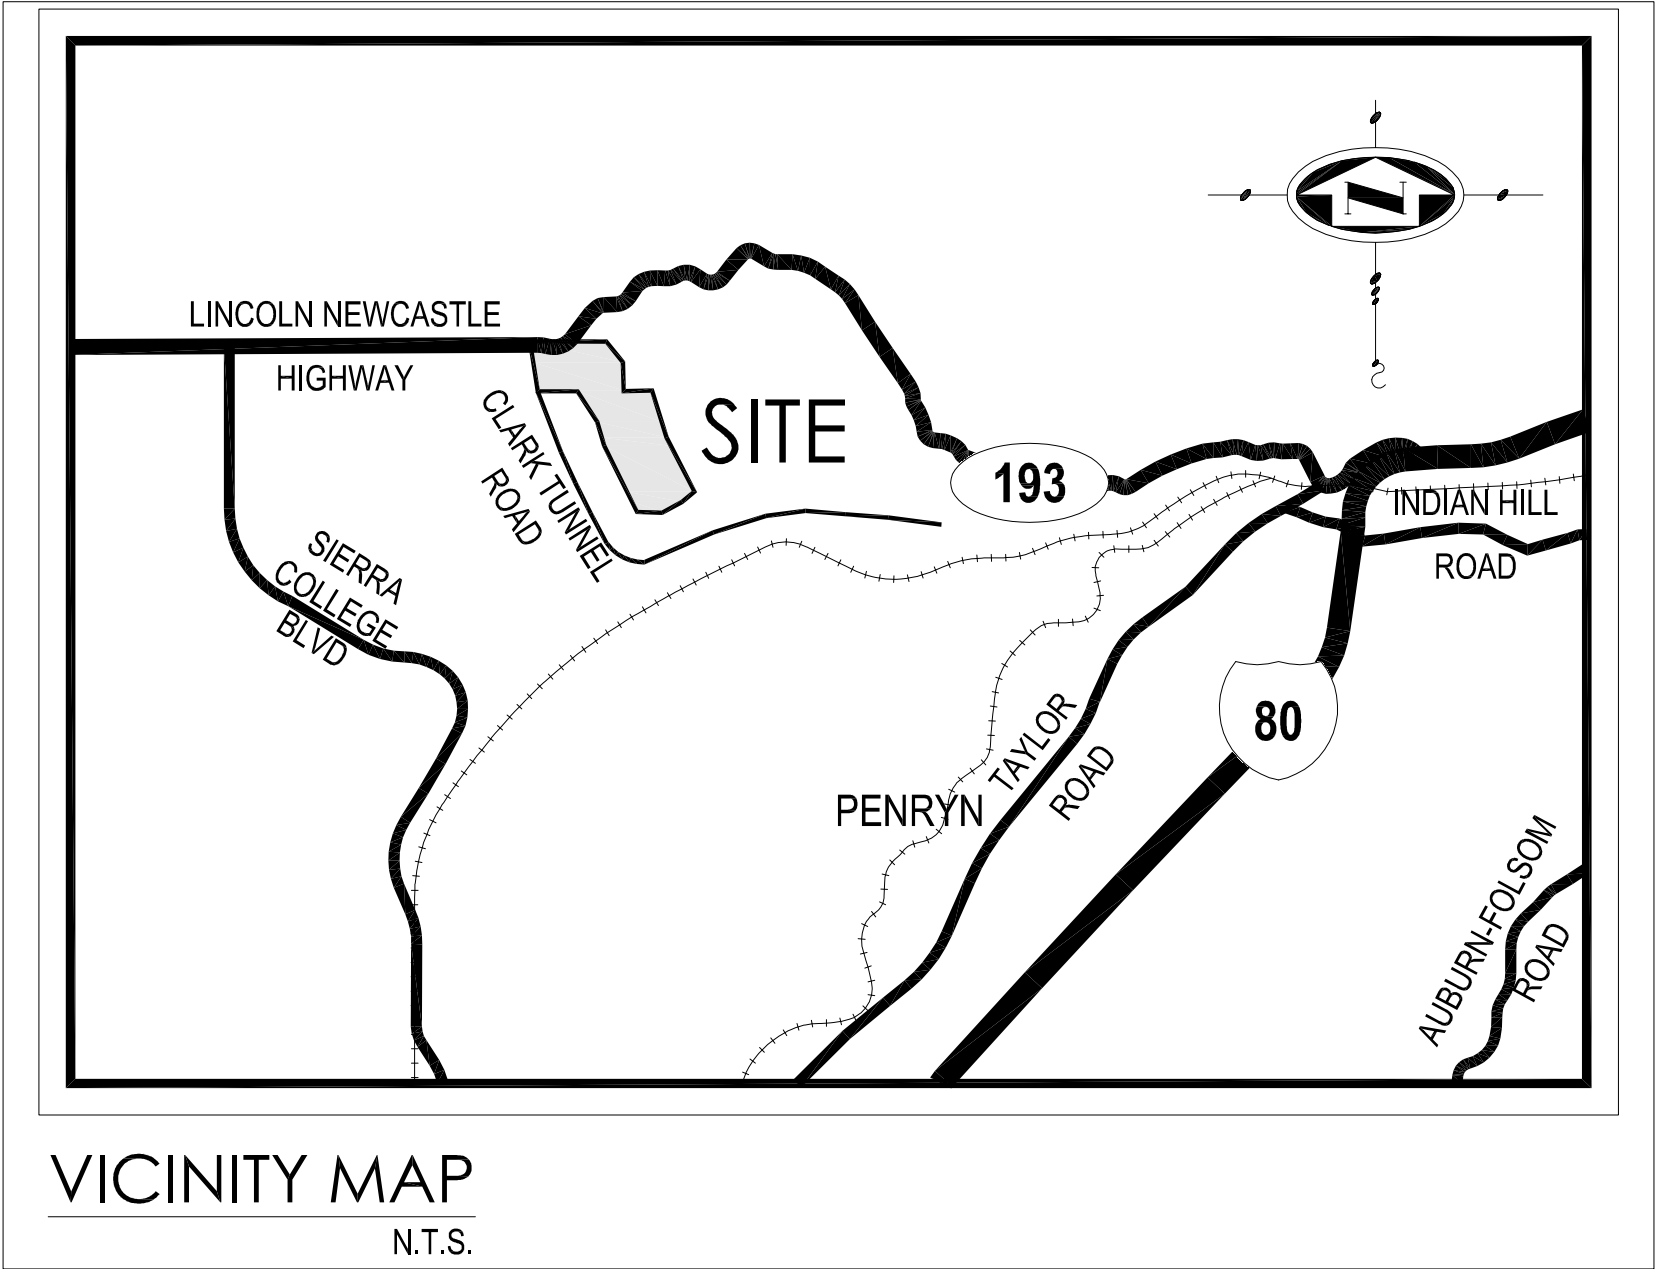 N
LINCOLN NEWCASTLE
HIGHWAY
SITE
CLARK TUNNEL
ROAD
193
INDIAN HILL
ROAD
SIERRA
COLLEGE
BLVD
TAYLOR
ROAD
80
PENRYN
AUBURN-FOLSOM
ROAD
VICINITY MAP
N.T.S.